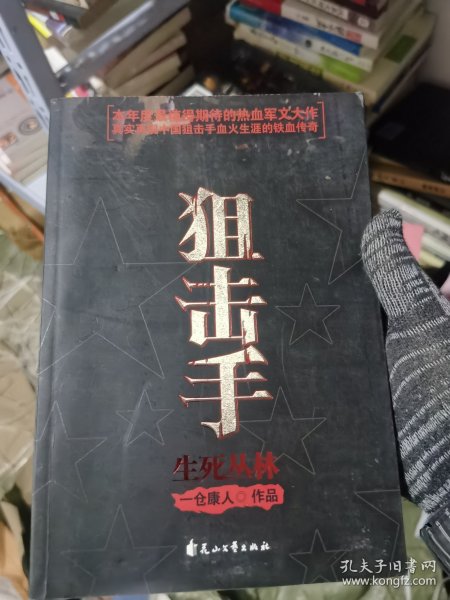 本年度最值得期待的热血军文大作
真实再现中国狙击手血火生涯的铁血传奇
狙击手
生死丛林
一仓康人◎作品
花山文艺出版社
孔夫子旧书网
www.kongfz.com